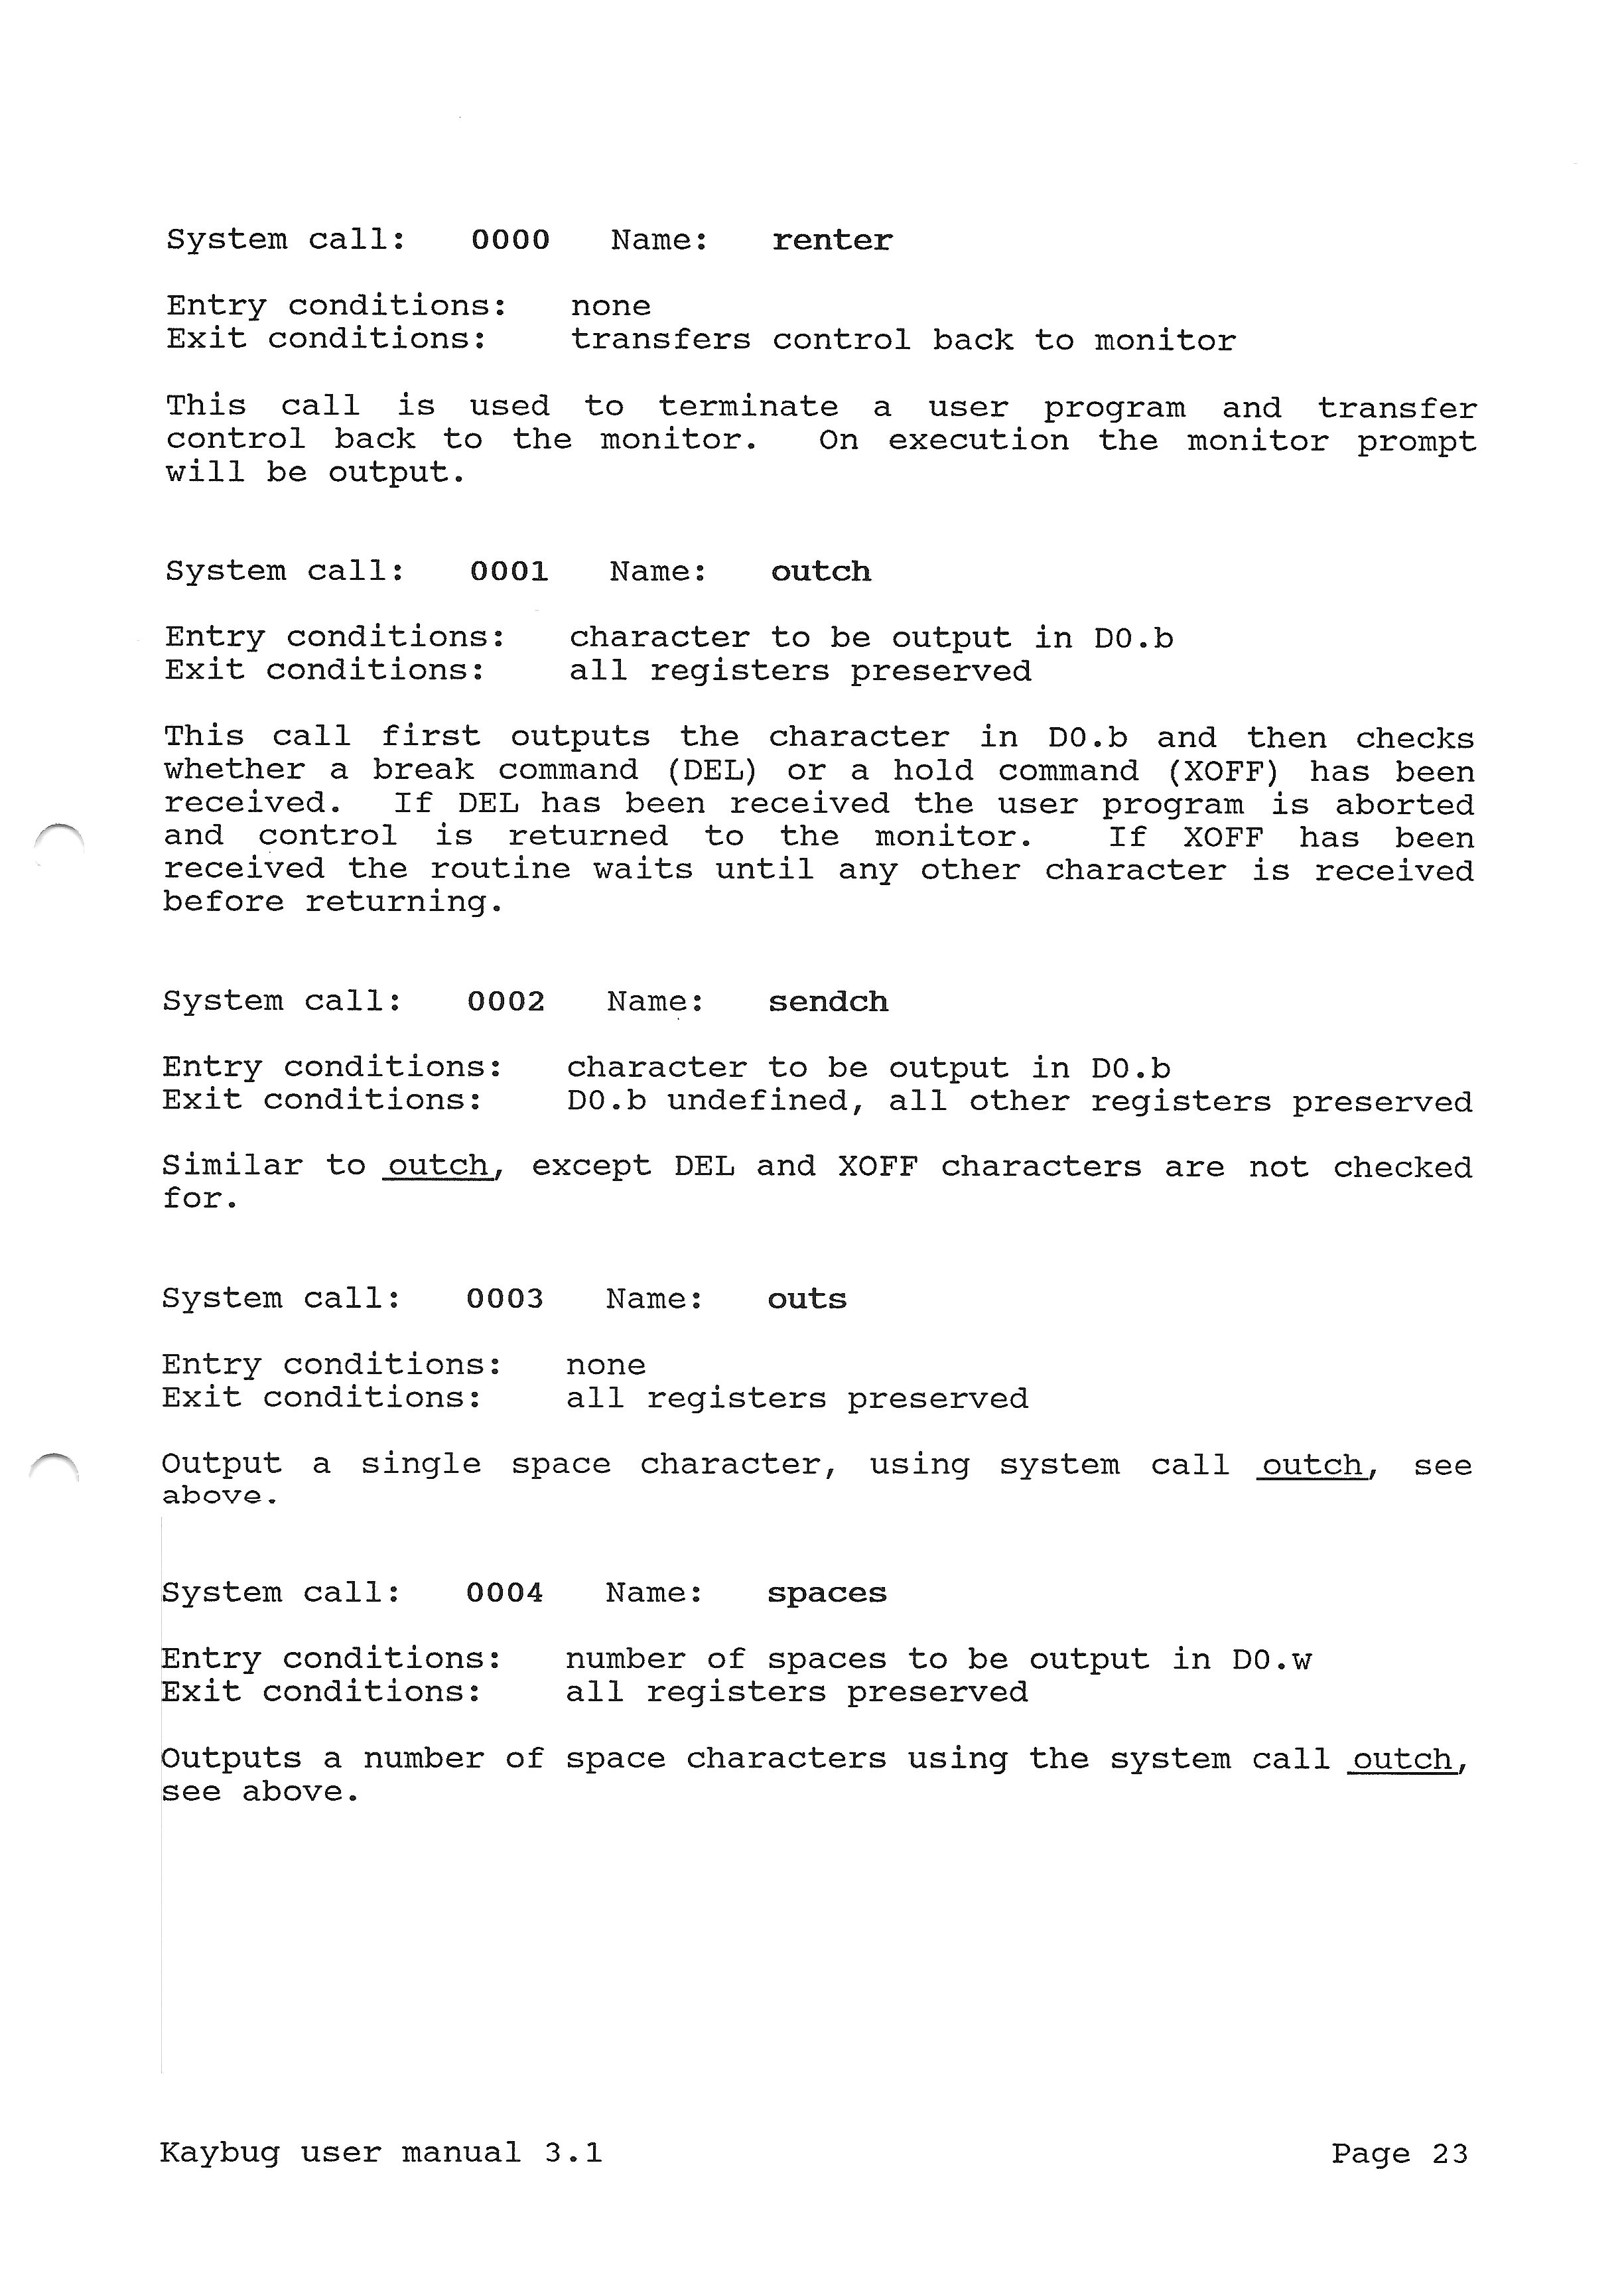 System call: 0000 Name: renter
Entry conditions: none
Exit conditions: transfers control back to monitor
This call is used to terminate a user program and transfer
control back to the monitor. On execution the monitor prompt
will be output.
System call: 0001 Name: outch
Entry conditions: character to be output in D0.b
Exit conditions: all registers preserved
This call first outputs the character in D0.b and then checks
whether a break command (DEL) or a hold command (XOFF) has been
received. If DEL has been received the user program is aborted
and control is returned to the monitor. If XOFF has been
received the routine waits until any other character is received
before returning.
System call: 0002 Name: sendch
Entry conditions: character to be output in D0.b
Exit conditions: D0.b undefined, all other registers preserved
Similar to outch, except DEL and XOFF characters are not checked
for.
System call: 0003 Name: outs
Entry conditions: none
Exit conditions: all registers preserved
Output a single space character, using system call outch, see
above.
System call: 0004 Name: spaces
Entry conditions: number of spaces to be output in D0.w
Exit conditions: all registers preserved
Outputs a number of space characters using the system call outch,
see above.
Kaybug user manual 3.1 Page 23